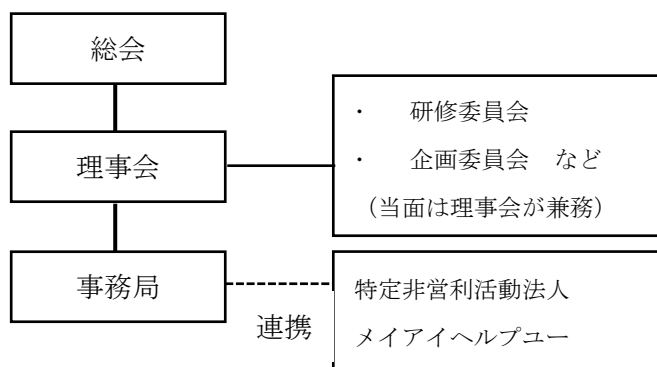 総会
・　研修委員会
理事会
・　企画委員会　など
（当面は理事会が兼務）
事務局
特定非営利活動法人
連携
メイアイヘルプユー